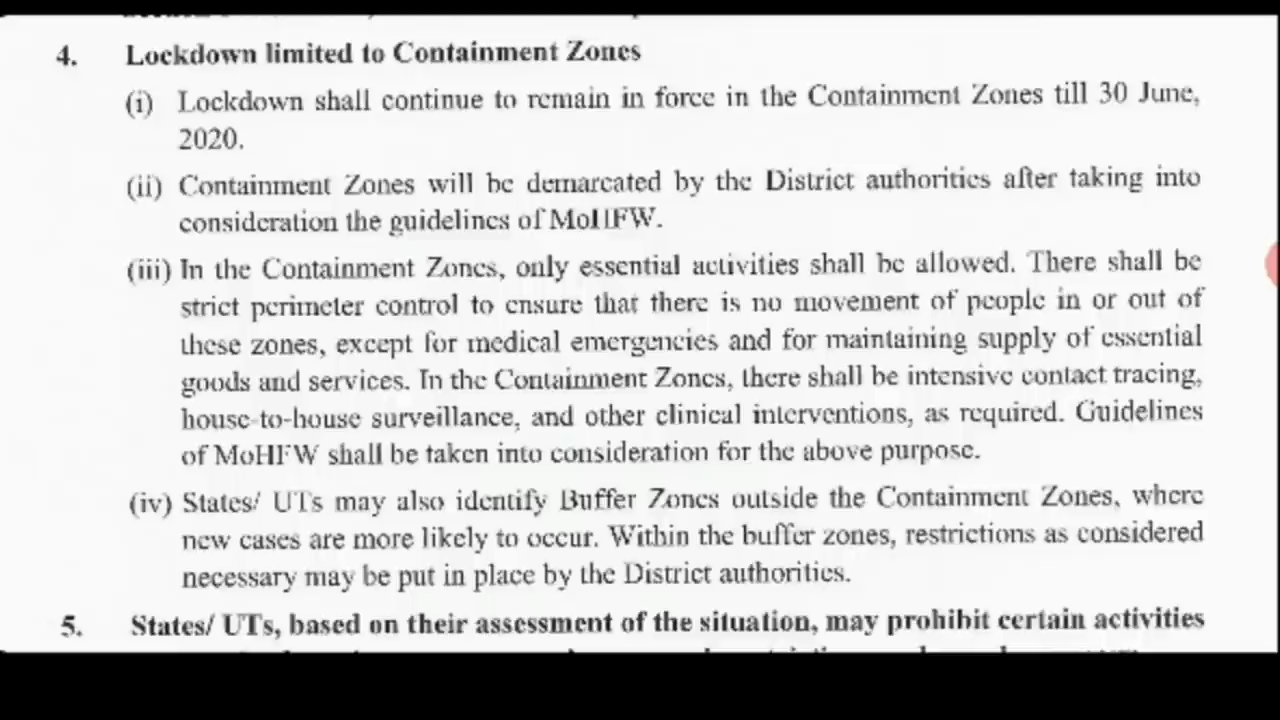 4. Lockdown limited to Containment Zones
(i) Lockdown shall continue to remain in force in the Containment Zones till 30 June,
2020.
(ii) Containment Zones will be demarcated by the District authorities after taking into
consideration the guidelines of MoHFW.
(iii) In the Containment Zones, only essential activities shall be allowed. There shall be
strict perimeter control to ensure that there is no movement of people in or out of
these zones, except for medical emergencies and for maintaining supply of essential
goods and services. In the Containment Zones, there shall be intensive contact tracing,
house-to-house surveillance, and other clinical interventions, as required. Guidelines
of MoHFW shall be taken into consideration for the above purpose.
(iv) States/ UTs may also identify Buffer Zones outside the Containment Zones, where
new cases are more likely to occur. Within the buffer zones, restrictions as considered
necessary may be put in place by the District authorities.
5. States/ UTs, based on their assessment of the situation, may prohibit certain activities